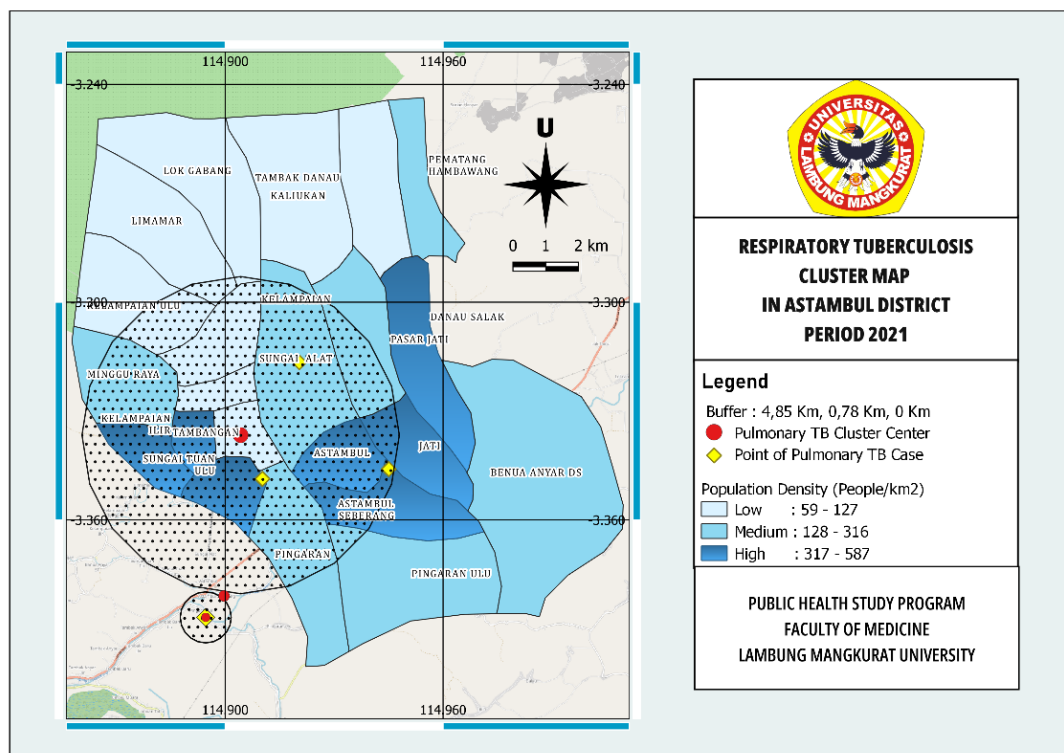 114.900
114.960
-3.240
-3.240
U
PEMATANG
HAMBAWANG
LOK GABANG
TAMBAK DANAU
KALIUKAN
LIMAMAR
0 1 2 km
-3.300
-3.300
KELAMPAIAN ULU
KELAMPAIAN
DANAU SALAK
PASAR JATI
SUNGAI ALAT
MINGGU RAYA
KELAMPAIAN
ILIR
TAMBANGAN
SUNGAI TUAN
ULU
ASTAMBUL
JATI
BENUA ANYAR DS
ASTAMBUL
SEBERANG
-3.360
-3.360
PINGARAN
PINGARAN ULU
114.900
114.960
UNIVERSITAS
LAMBUNG MANGKURAT
RESPIRATORY TUBERCULOSIS
CLUSTER MAP
IN ASTAMBUL DISTRICT
PERIOD 2021
Legend
Buffer : 4,85 Km, 0,78 Km, 0 Km
Pulmonary TB Cluster Center
Point of Pulmonary TB Case
Population Density (People/km2)
Low : 59 - 127
Medium : 128 - 316
High : 317 - 587
PUBLIC HEALTH STUDY PROGRAM
FACULTY OF MEDICINE
LAMBUNG MANGKURAT UNIVERSITY